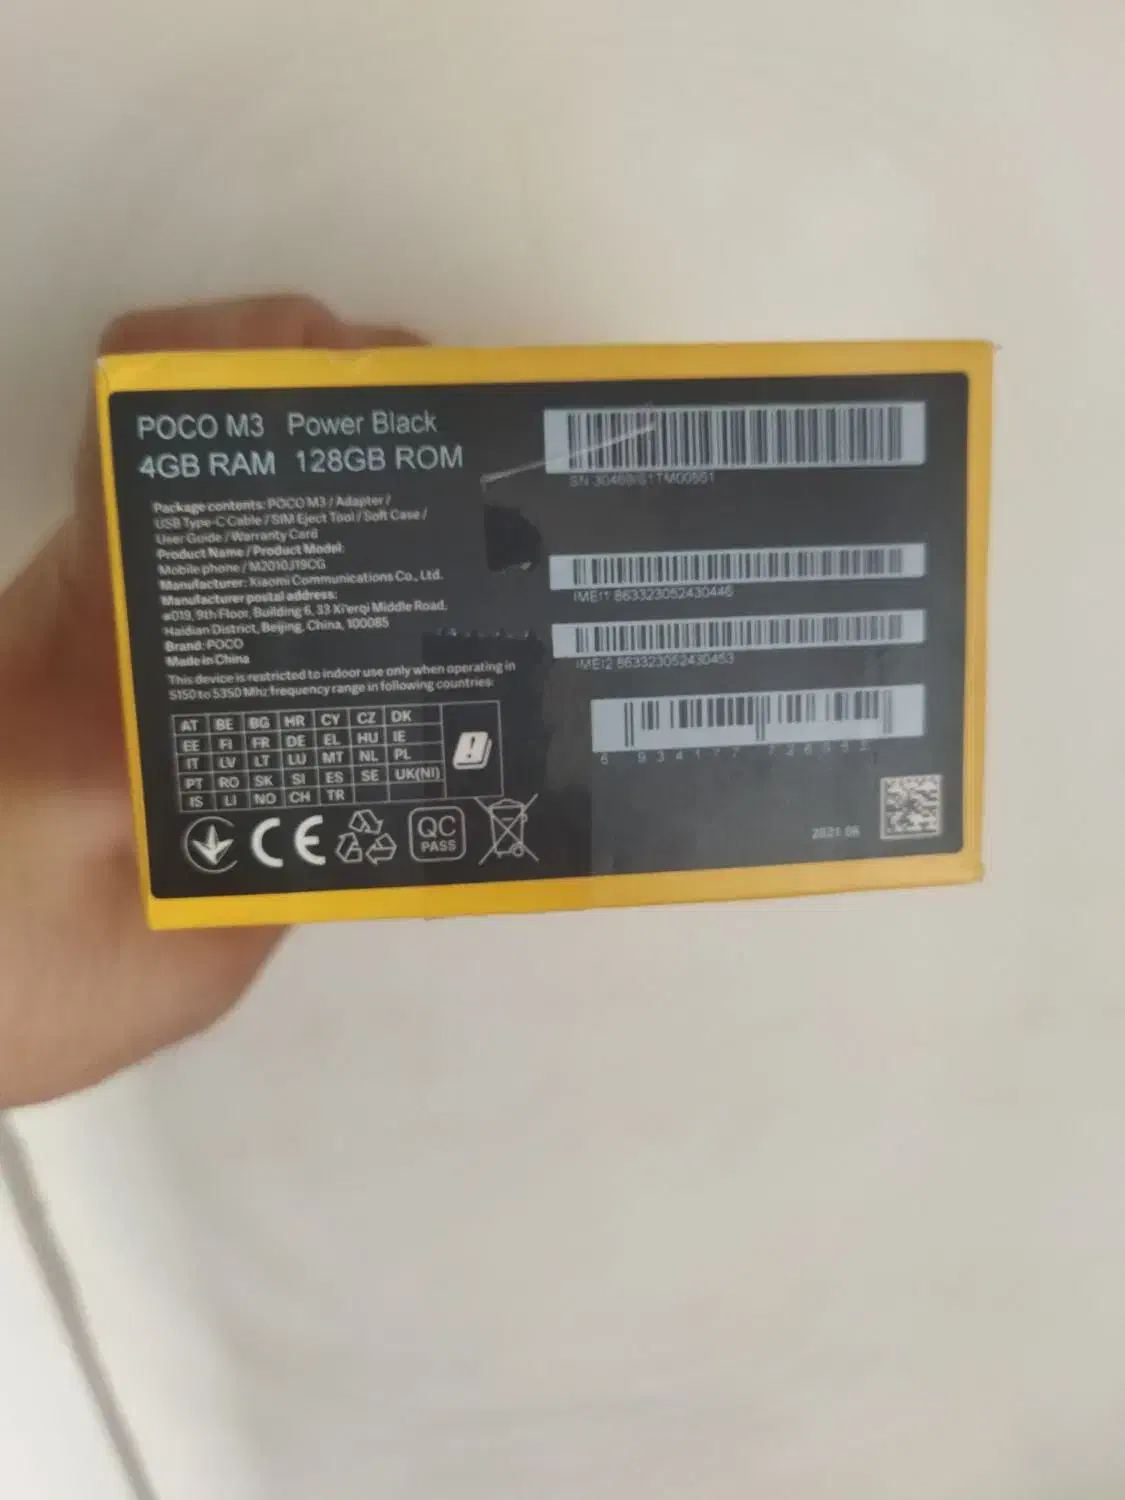 POCO M3 Power Black
4GB RAM 128GB ROM
Package contents: POCO M3 / Adapter /
USB Type-C Cable / SIM Eject Tool / Soft Case /
User Guide / Warranty Card
Product Name / Product Model:
Mobile phone / M2010J19CG
Manufacturer: Xiaomi Communications Co., Ltd.
Manufacturer postal address:
#019, 9th Floor, Building 6, 33 Xi'erqi Middle Road,
Haidian District, Beijing, China, 100085
Brand: POCO
Made in China
This device is restricted to indoor use only when operating in
5150 to 5350 Mhz frequency range in following countries:
AT BE BG HR CY CZ DK
EE FI FR DE EL HU IE
IT LV LT LU MT NL PL
PT RO SK SI ES SE UK(NI)
IS LI NO CH TR
CE
QC
PASS
SN
IMEI1 863323052430446
IMEI2 863323052430453
2021.06